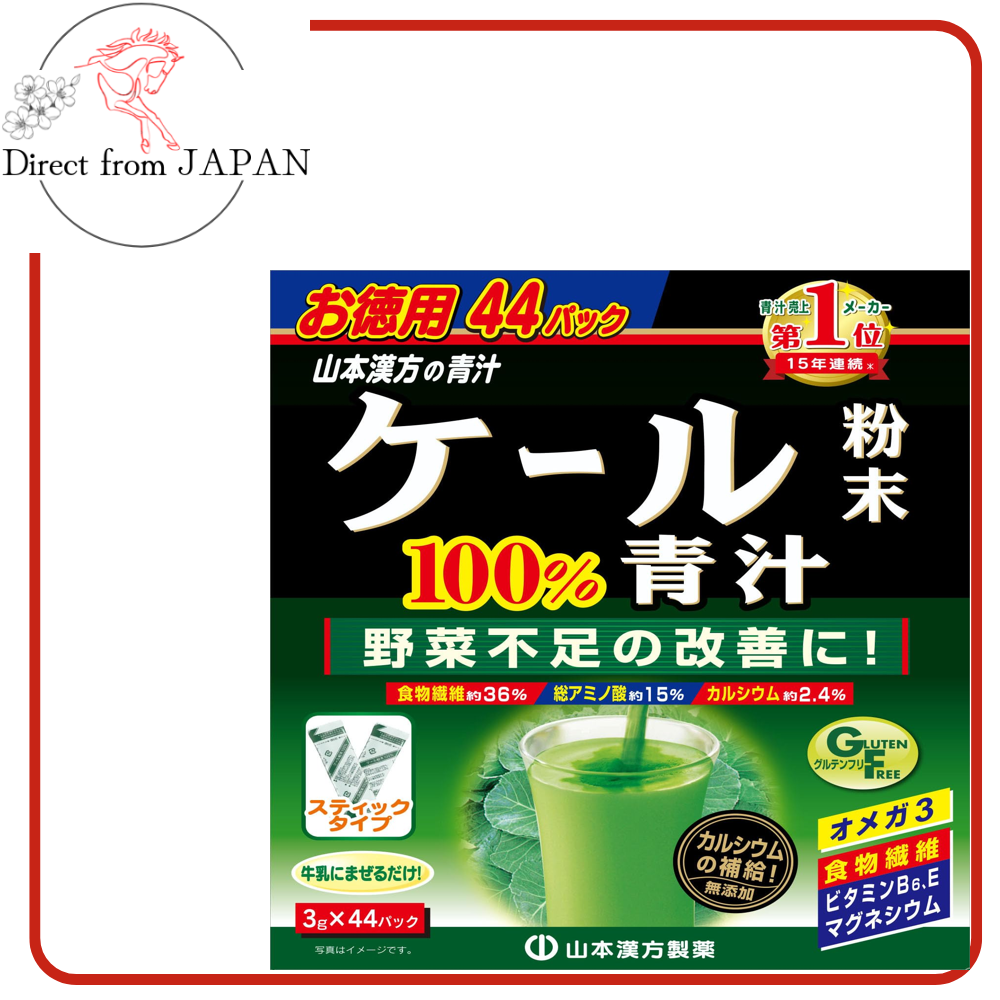 Direct from JAPAN
お徳用 44パック
青汁売上 メーカー
第1位
15年連続※
山本漢方の青汁
ケール 粉末
100% 青汁
野菜不足の改善に!
食物繊維約36% 総アミノ酸約15% カルシウム約2.4%
GLUTEN
グルテンフリー
FREE
スティック
タイプ
オメガ3
カルシウム
の補給!
無添加
食物繊維
ビタミンB6、E
マグネシウム
牛乳にまぜるだけ!
3g×44パック
写真はイメージです。
山本漢方製薬